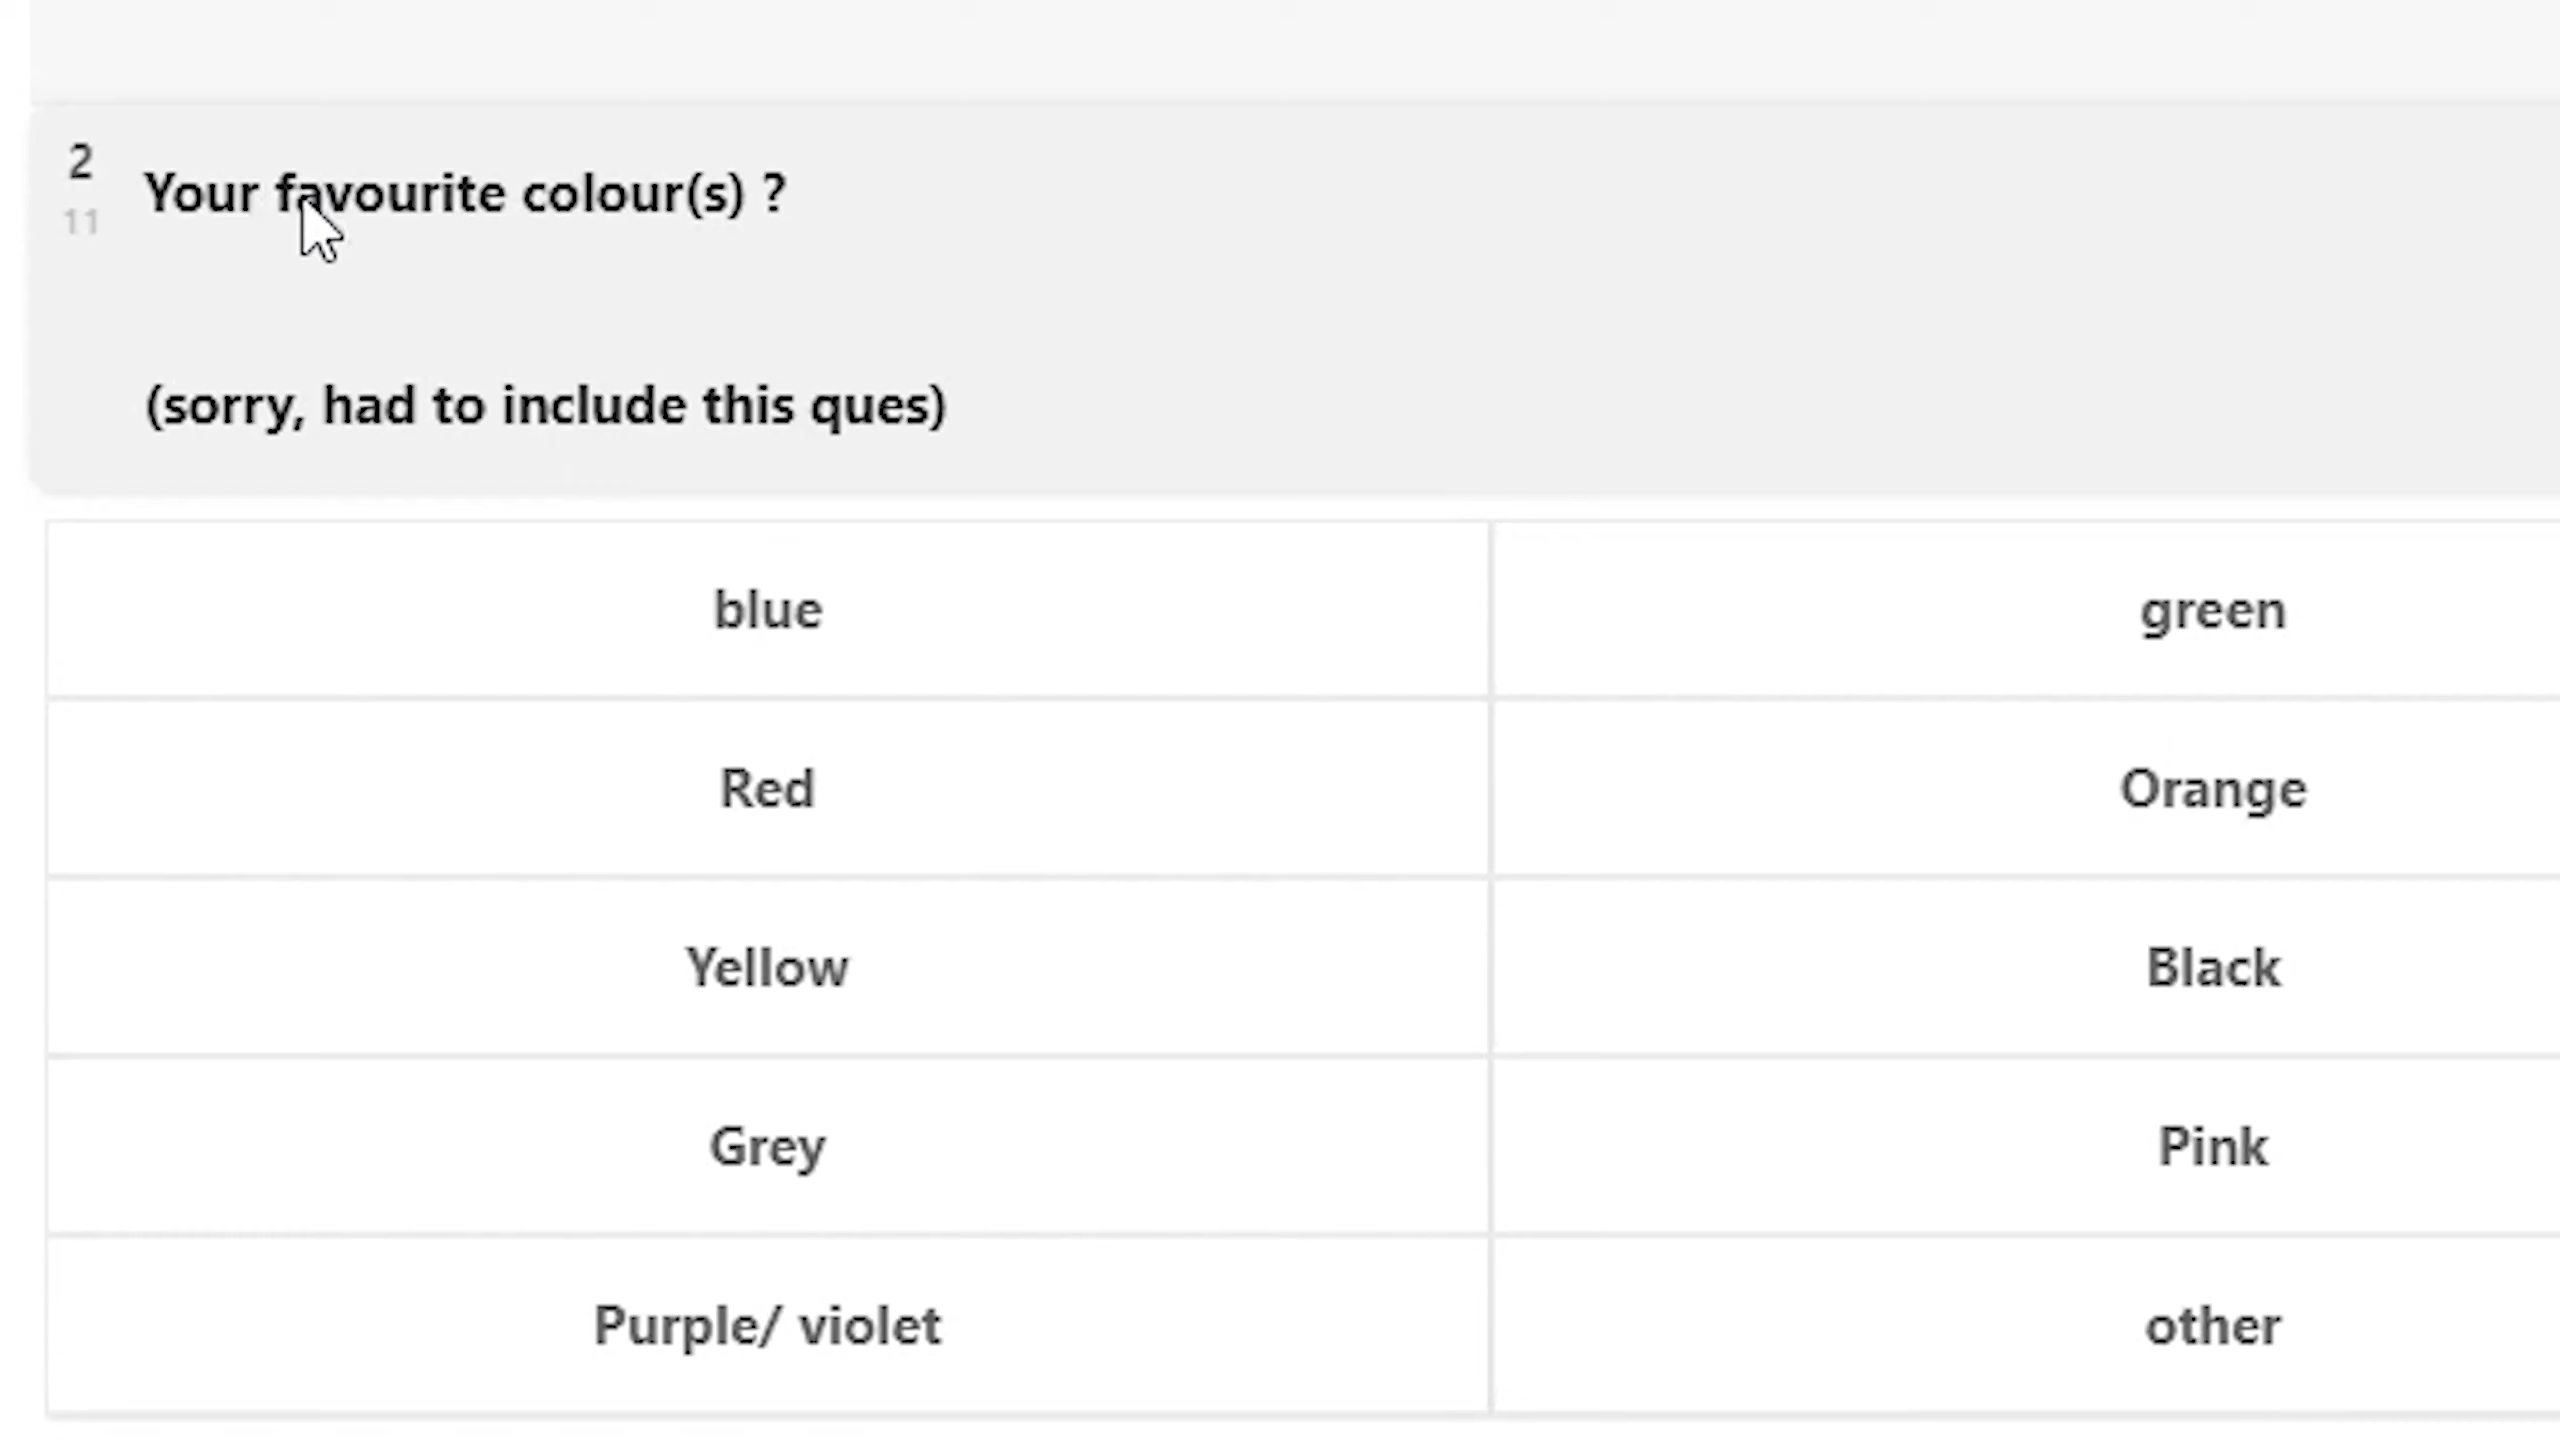 2
11
Your favourite colour(s) ?
(sorry, had to include this ques)
blue
green
Red
Orange
Yellow
Black
Grey
Pink
Purple/ violet
other